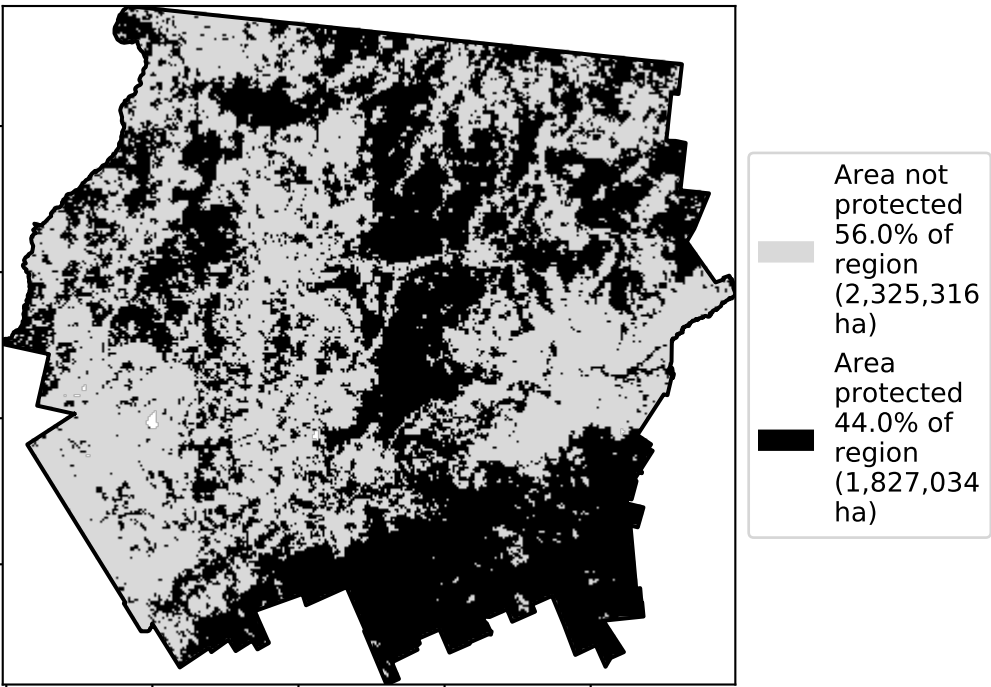 Area not
protected
56.0% of
region
(2,325,316
ha)
Area
protected
44.0% of
region
(1,827,034
ha)